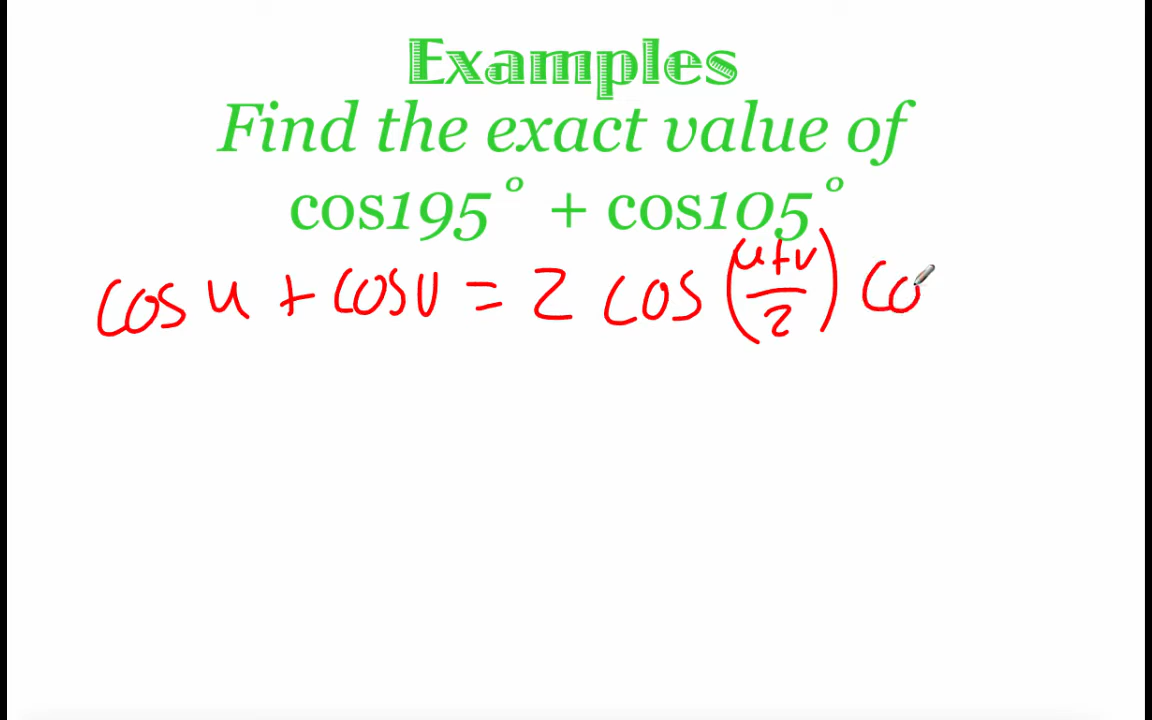 Examples
Find the exact value of
cos195° + cos105°
cos u + cos v = 2 cos (u+v/2) co